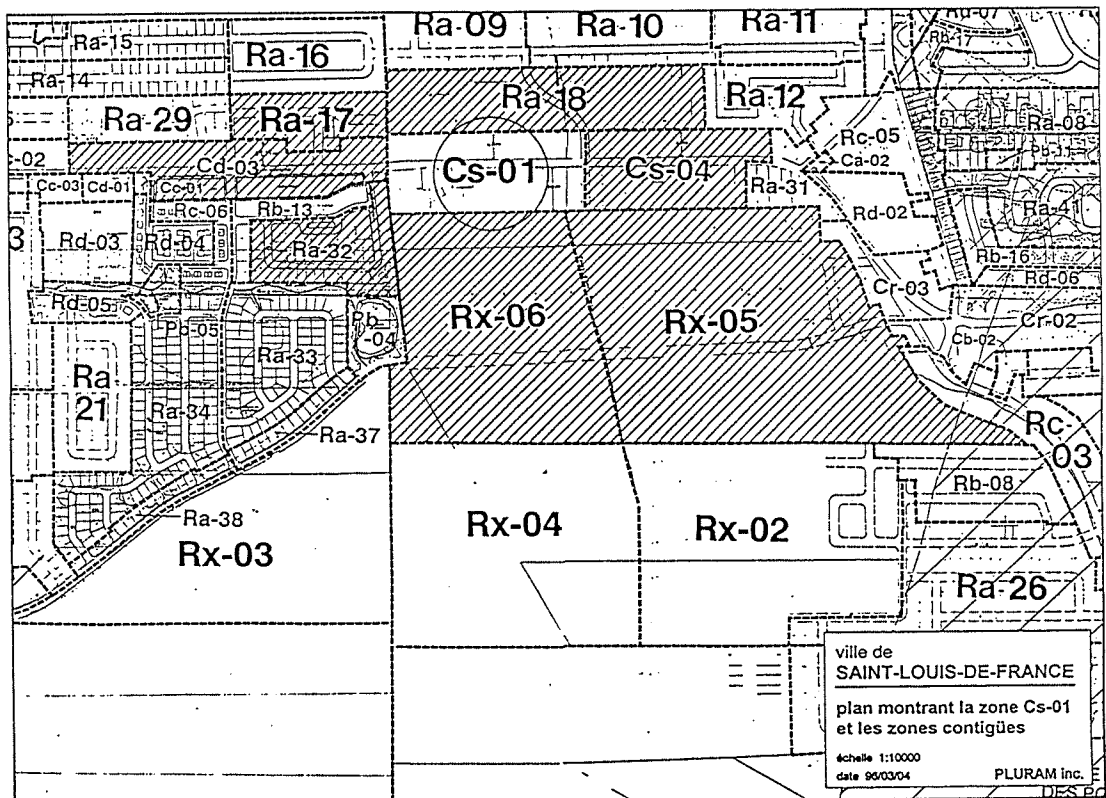 Ra-09
Ra-10
Ra-11
Rd-07
Rb-17
Ra-15
Ra-16
Ra-14
Ra-29
Ra-17
Ra-18
Ra-12
Ra-08
Rc-05
Ca-02
Cd-03
Cs-01
Cs-04
Ra-31
Cc-03
Cd-01
Cc-01
Rc-06
Rb-13
Rd-02
Ra-41
Rd-03
Rd-04
Ra-32
Rb-16
Rd-06
Rd-05
Cr-03
Pb-05
Pb
-04
Rx-06
Rx-05
Cr-02
Cb-02
Ra-33
Ra
21
Ra-34
Ra-37
Rc-
03
Rb-08
Ra-38
Rx-03
Rx-04
Rx-02
Ra-26
ville de
SAINT-LOUIS-DE-FRANCE
plan montrant la zone Cs-01
et les zones contigües
échelle 1:10000
date 96/03/04
PLURAM inc.